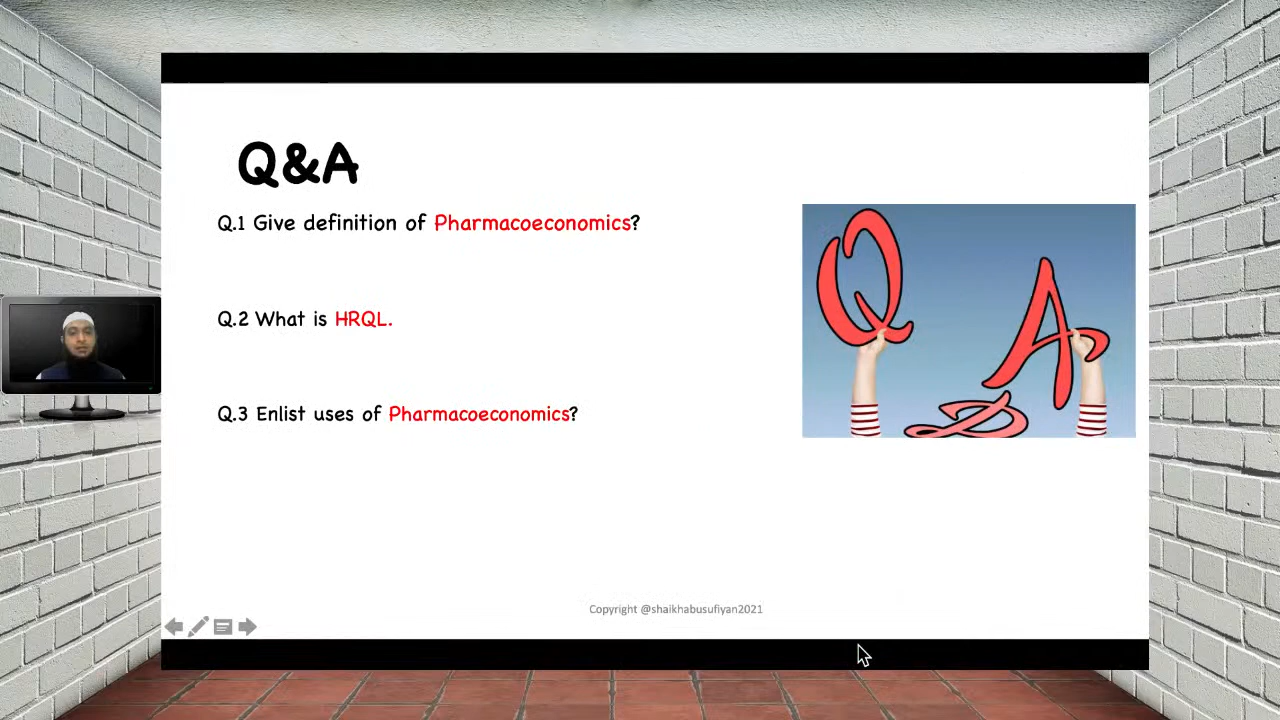 Q&A
Q.1 Give definition of Pharmacoeconomics?
Q.2 What is HRQL.
Q.3 Enlist uses of Pharmacoeconomics?
Q
A
&
Copyright @shaikhabusufiyan2021